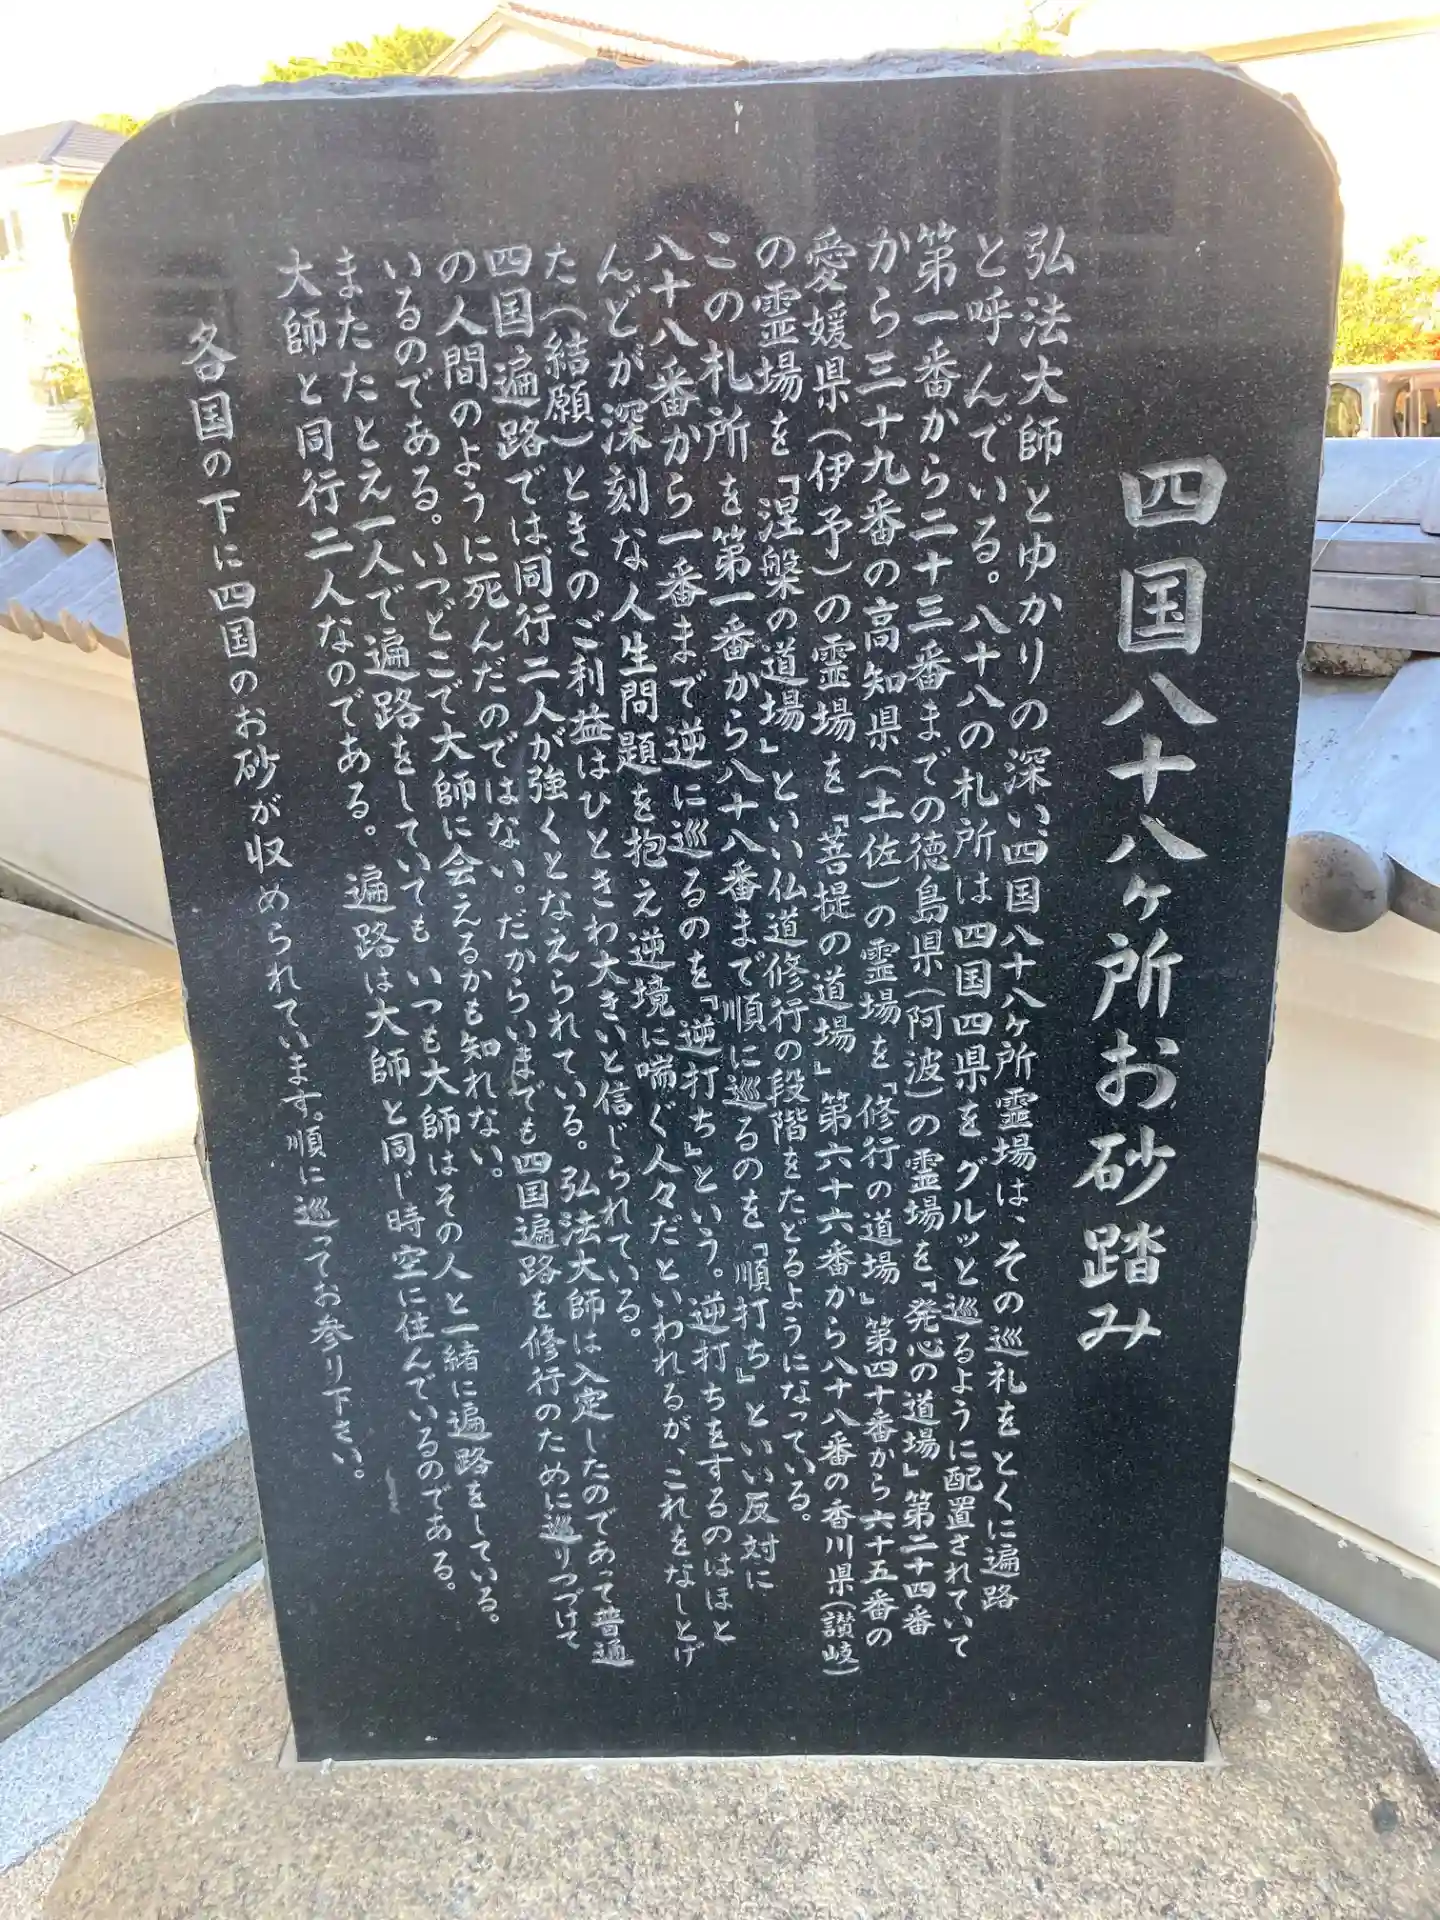 四国八十八ヶ所お砂踏み
弘法大師とゆかりの深い四国八十八ヶ所霊場は、その巡礼をとくに遍路
と呼んでいる。八十八の札所は四国四県をグルッと巡るように配置されていて
第一番から二十三番までの徳島県(阿波)の霊場を「発心の道場」第二十四番
から三十九番の高知県(土佐)の霊場を「修行の道場」第四十番から六十五番の
愛媛県(伊予)の霊場を「菩提の道場」第六十六番から八十八番の香川県(讃岐)
の霊場を「涅槃の道場」といい仏道修行の段階をたどるようになっている。
この札所を第一番から八十八番まで順に巡るのを「順打ち」といい反対に
八十八番から一番まで逆に巡るのを「逆打ち」という。逆打ちをするのはほと
んどが深刻な人生問題を抱え逆境に喘ぐ人々だといわれるが、これをなしとげ
た(結願)ときのご利益はひときわ大きいと信じられている。
四国遍路では同行二人が強くとなえられている。弘法大師は入定したのであって普通
の人間のように死んだのではない。だからいまでも四国遍路を修行のために巡りつづけて
いるのである。いつどこで大師に会えるかも知れない。
またたとえ一人で遍路をしていても いつも大師はその人と一緒に遍路をしている。
大師と同行二人なのである。遍路は大師と同じ時空に住んでいるのである。
各国の下に四国のお砂が収められています。順に巡ってお参り下さい。